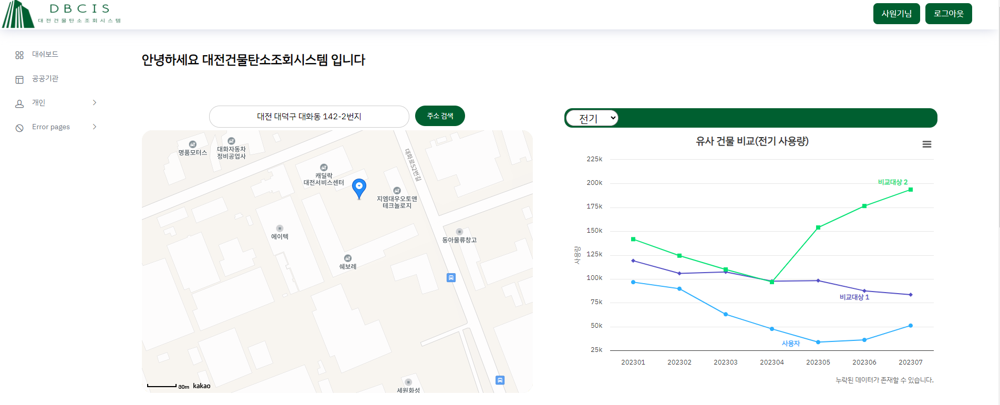 DBCIS
대전건물탄소조회시스템
사원기님
로그아웃
대쉬보드
공공기관
개인
Error pages
안녕하세요 대전건물탄소조회시스템 입니다
대전 대덕구 대화동 142-2번지
주소 검색
명품모터스
대화자동차
정비공업사
캐딜락
대전서비스센터
대화로52번길
지엠대우오토앤
테크놀로지
에이텍
동아물류창고
쉐보레
세원화성
30m
kakao
전기
유사 건물 비교(전기 사용량)
사용량
225k
200k
175k
150k
125k
100k
75k
50k
25k
비교대상 2
비교대상 1
사용자
202301
202302
202303
202304
202305
202306
202307
누락된 데이터가 존재할 수 있습니다.